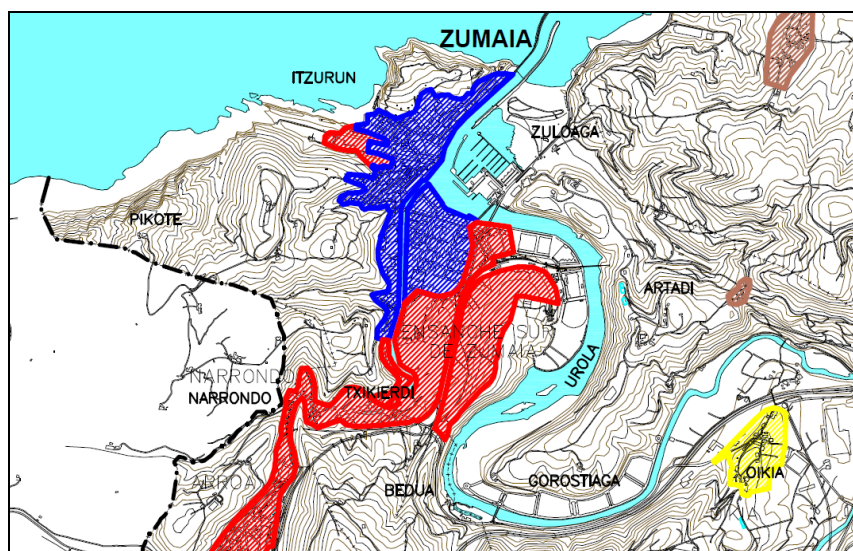 ZUMAIA
ITZURUN
ZULOAGA
PIKOTE
ARTADI
ENSANCHE SUR
DE ZUMAIA
UROLA
NARRONDO
NARRONDO
TXIKIERDI
OIKIA
ARROA
BEDUA
GOROSTIAGA